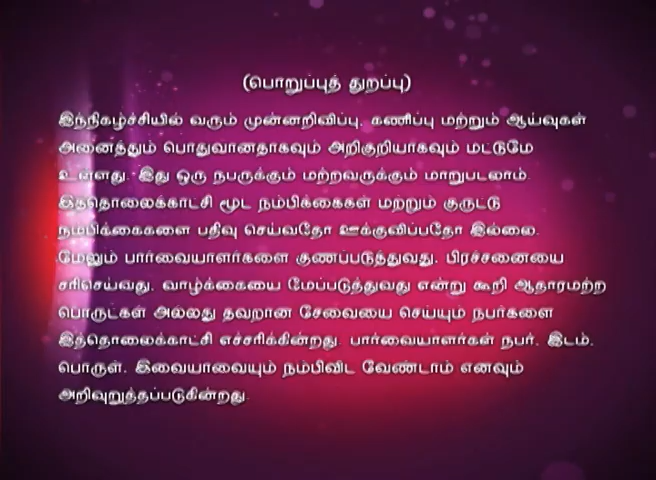 (பொறுப்புத் துறப்பு)
இந்நிகழ்ச்சியில் வரும் முன்னறிவிப்பு, கணிப்பு மற்றும் ஆய்வுகள்
அனைத்தும் பொதுவானதாகவும் அறிகுறியாகவும் மட்டுமே
உள்ளது. இது ஒரு நபருக்கும் மற்றவருக்கும் மாறுபடலாம்.
இத்தொலைக்காட்சி மூட நம்பிக்கைகள் மற்றும் குருட்டு
நம்பிக்கைகளை பதிவு செய்வதோ ஊக்குவிப்பதோ இல்லை.
மேலும் பார்வையாளர்களை குணப்படுத்துவது, பிரச்சனையை
சரிசெய்வது, வாழ்க்கையை மேப்படுத்துவது என்று கூறி ஆதாரமற்ற
பொருட்கள் அல்லது தவறான சேவையை செய்யும் நபர்களை
இத்தொலைக்காட்சி எச்சரிக்கின்றது. பார்வையாளர்கள் நபர், இடம்,
பொருள், இவையாவையும் நம்பிவிட வேண்டாம் எனவும்
அறிவுறுத்தப்படுகின்றது.